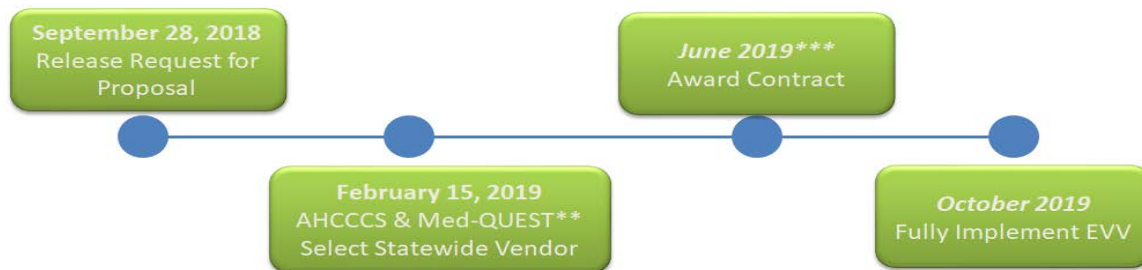 September 28, 2018
Release Request for
Proposal
February 15, 2019
AHCCCS & Med-QUEST**
Select Statewide Vendor
June 2019***
Award Contract
October 2019
Fully Implement EVV